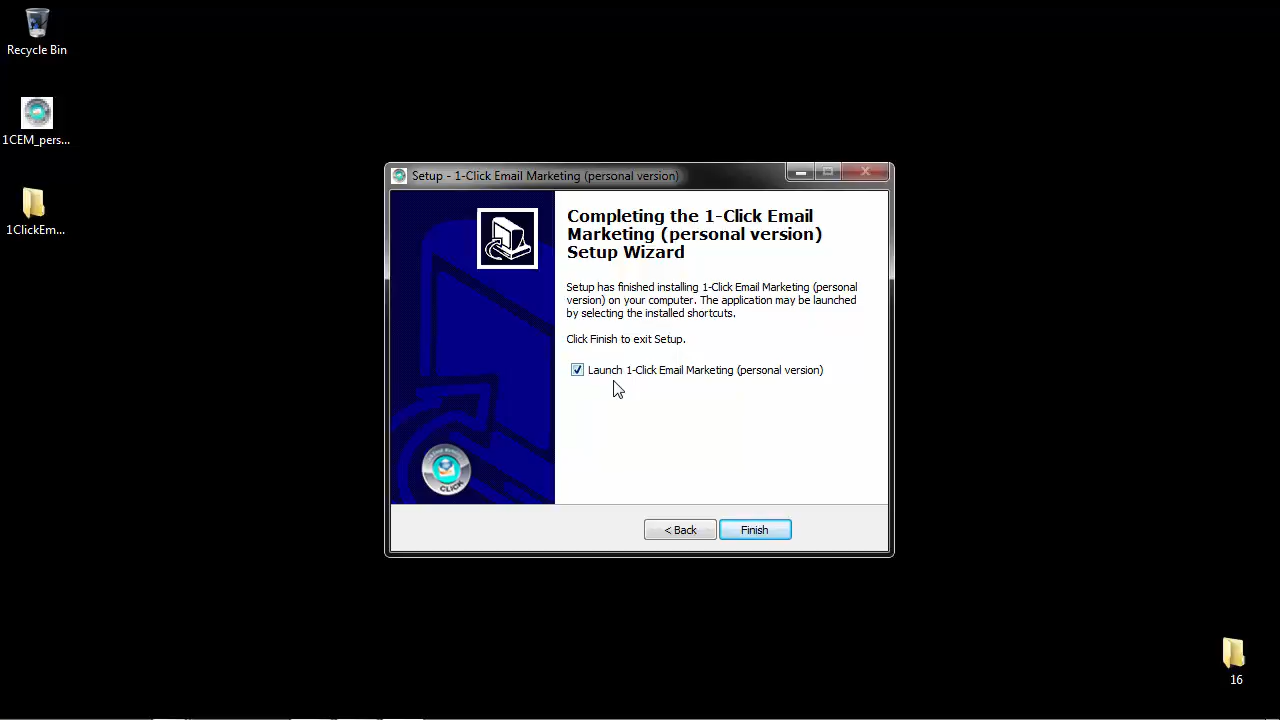 Recycle Bin
1CEM_pers...
1ClickEm...
Setup - 1-Click Email Marketing (personal version)
Completing the 1-Click Email
Marketing (personal version)
Setup Wizard
Setup has finished installing 1-Click Email Marketing (personal
version) on your computer. The application may be launched
by selecting the installed shortcuts.
Click Finish to exit Setup.
Launch 1-Click Email Marketing (personal version)
CLICK
< Back
Finish
16